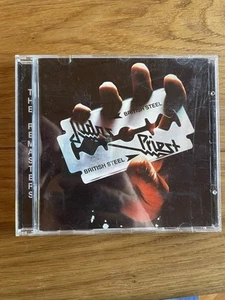 THE REMASTERS
BRITISH STEEL
Judas
Priest
BRITISH STEEL